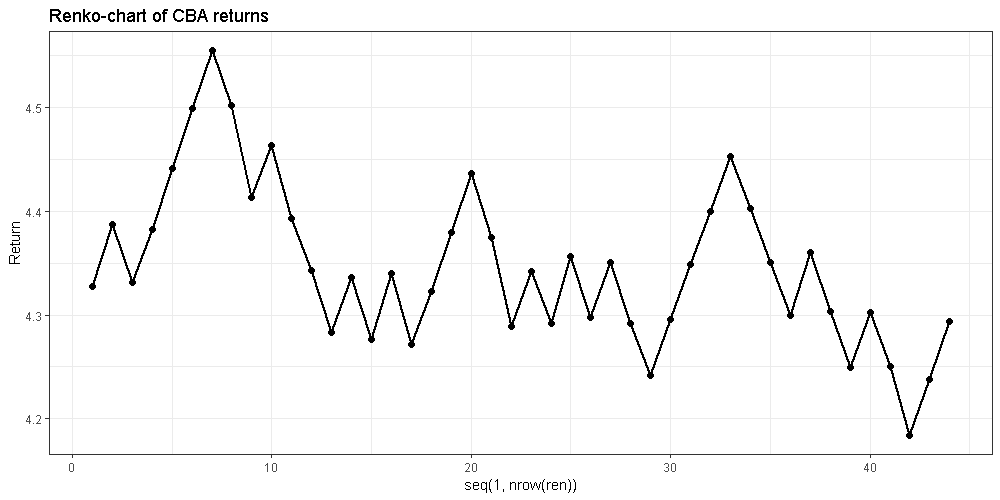 Renko-chart of CBA returns
4.5
4.4
4.3
4.2
Return
0 10 20 30 40
seq(1, nrow(ren))